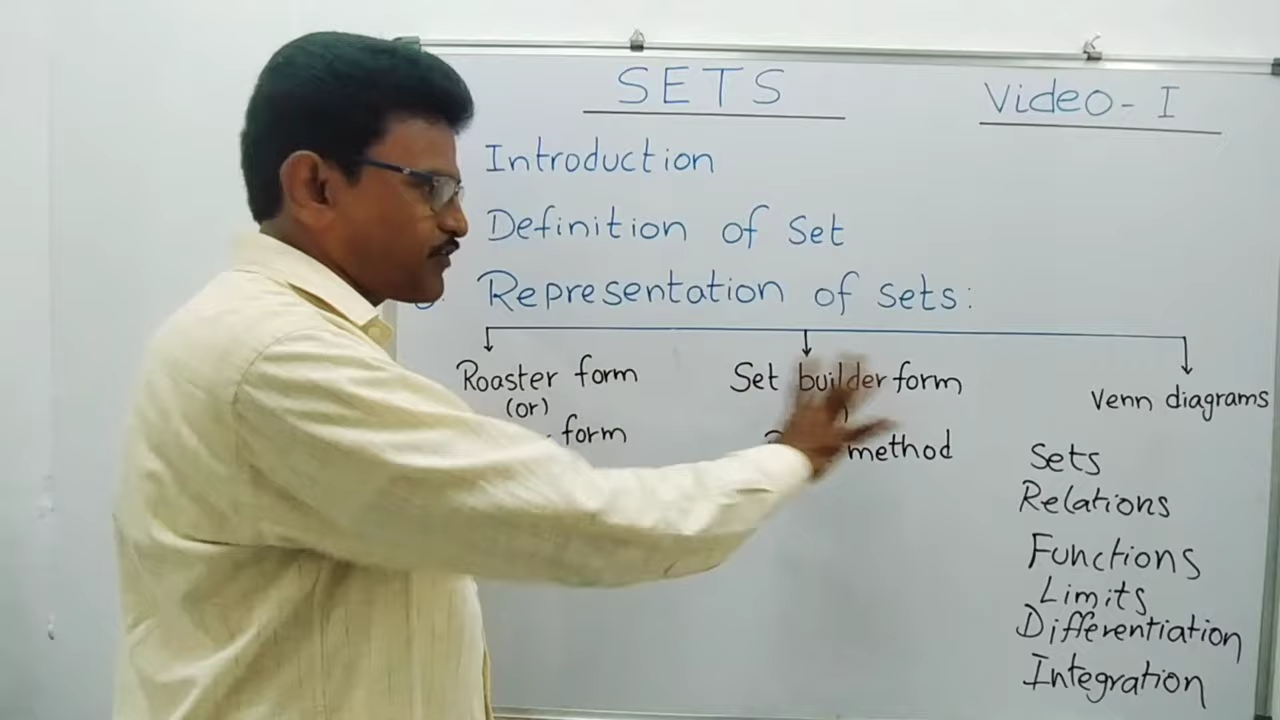 SETS
Video - I
Introduction
Definition of Set
Representation of sets:
Roaster form
(or)
form
Set builder form
method
Venn diagrams
Sets
Relations
Functions
Limits
Differentiation
Integration